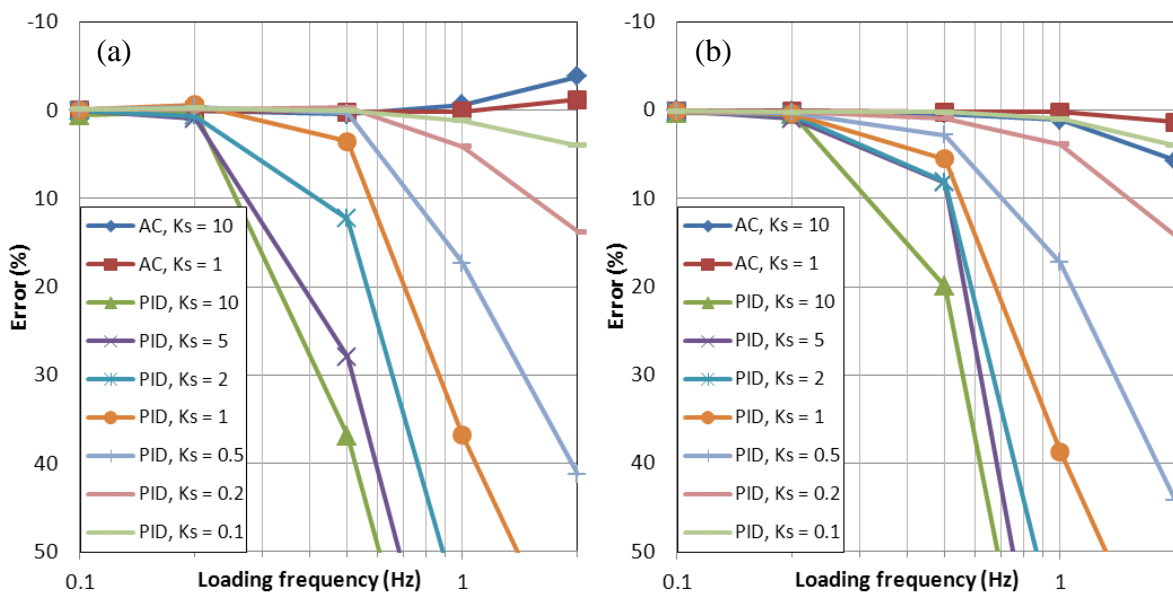 (a)
-10
0
10
20
30
40
50
Error (%)
AC, Ks = 10
AC, Ks = 1
PID, Ks = 10
PID, Ks = 5
PID, Ks = 2
PID, Ks = 1
PID, Ks = 0.5
PID, Ks = 0.2
PID, Ks = 0.1
0.1
Loading frequency (Hz)
1
(b)
-10
0
10
20
30
40
50
Error (%)
AC, Ks = 10
AC, Ks = 1
PID, Ks = 10
PID, Ks = 5
PID, Ks = 2
PID, Ks = 1
PID, Ks = 0.5
PID, Ks = 0.2
PID, Ks = 0.1
0.1
Loading frequency (Hz)
1